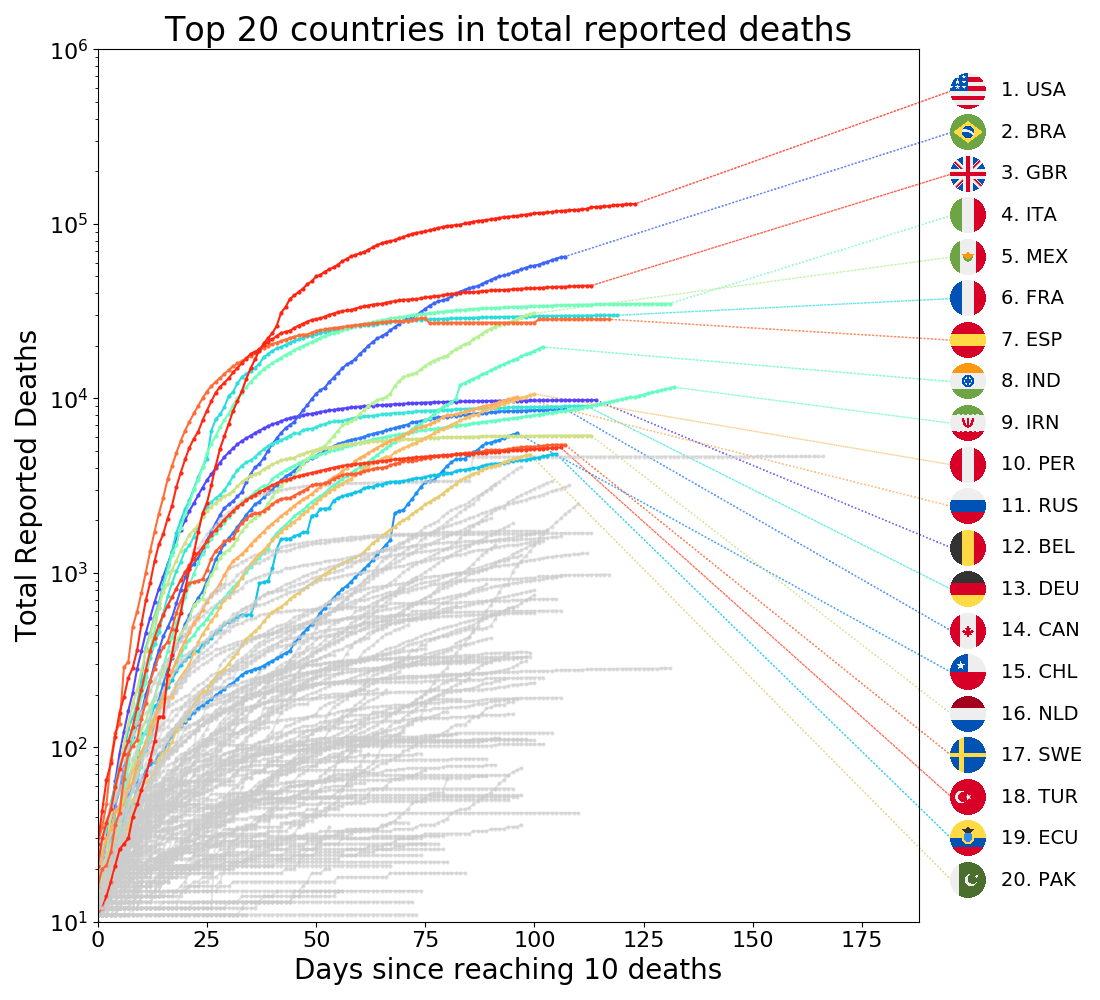 Top 20 countries in total reported deaths
Total Reported Deaths
10^6
10^5
10^4
10^3
10^2
10^1
0 25 50 75 100 125 150 175
Days since reaching 10 deaths
1. USA
2. BRA
3. GBR
4. ITA
5. MEX
6. FRA
7. ESP
8. IND
9. IRN
10. PER
11. RUS
12. BEL
13. DEU
14. CAN
15. CHL
16. NLD
17. SWE
18. TUR
19. ECU
20. PAK